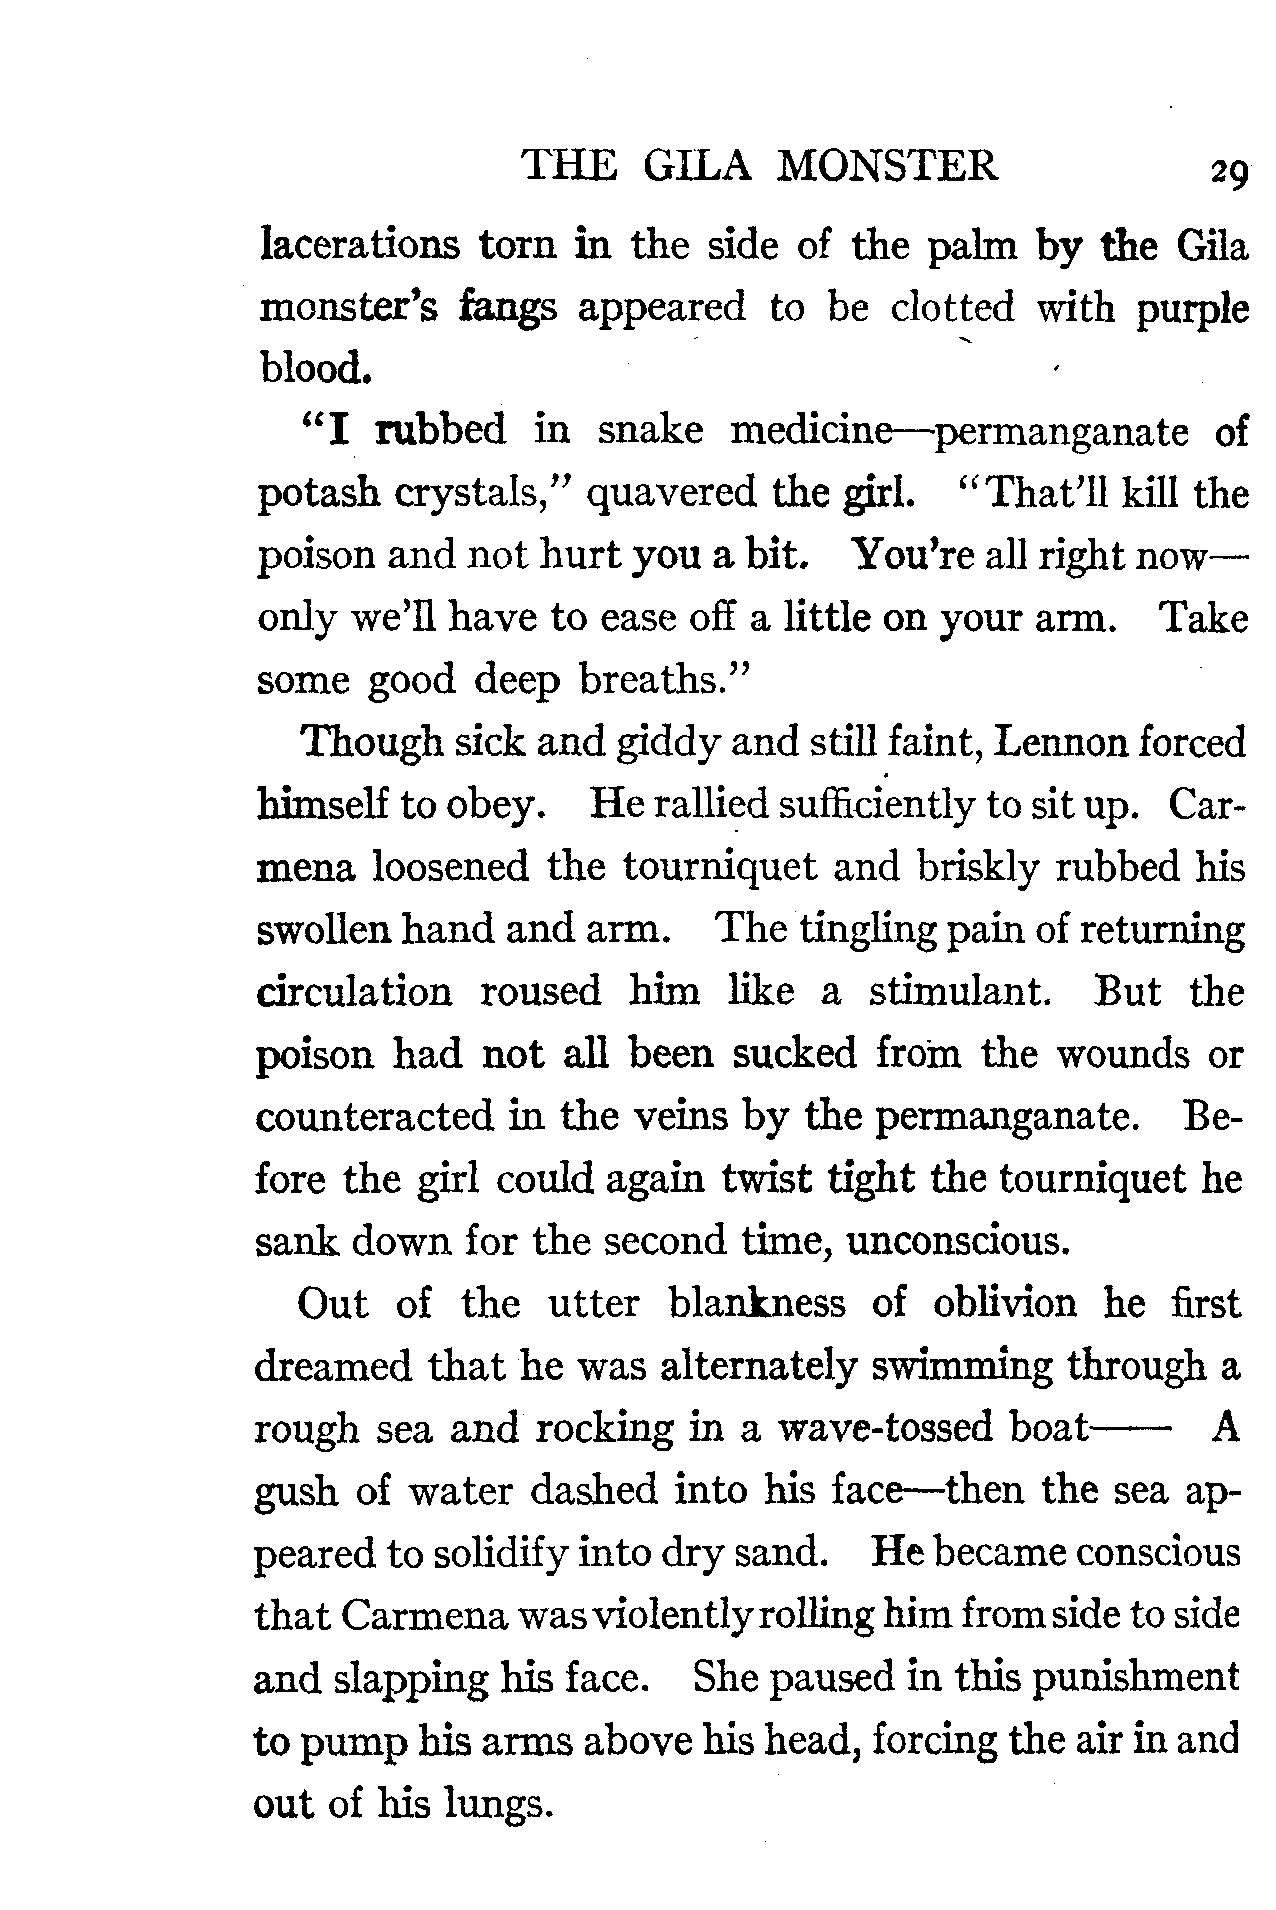 THE GILA MONSTER 29
lacerations torn in the side of the palm by the Gila
monster's fangs appeared to be clotted with purple
blood.
"I rubbed in snake medicine—permanganate of
potash crystals," quavered the girl. "That'll kill the
poison and not hurt you a bit. You're all right now—
only we'll have to ease off a little on your arm. Take
some good deep breaths."
Though sick and giddy and still faint, Lennon forced
himself to obey. He rallied sufficiently to sit up. Car-
mena loosened the tourniquet and briskly rubbed his
swollen hand and arm. The tingling pain of returning
circulation roused him like a stimulant. But the
poison had not all been sucked from the wounds or
counteracted in the veins by the permanganate. Be-
fore the girl could again twist tight the tourniquet he
sank down for the second time, unconscious.
Out of the utter blankness of oblivion he first
dreamed that he was alternately swimming through a
rough sea and rocking in a wave-tossed boat—— A
gush of water dashed into his face—then the sea ap-
peared to solidify into dry sand. He became conscious
that Carmena was violently rolling him from side to side
and slapping his face. She paused in this punishment
to pump his arms above his head, forcing the air in and
out of his lungs.